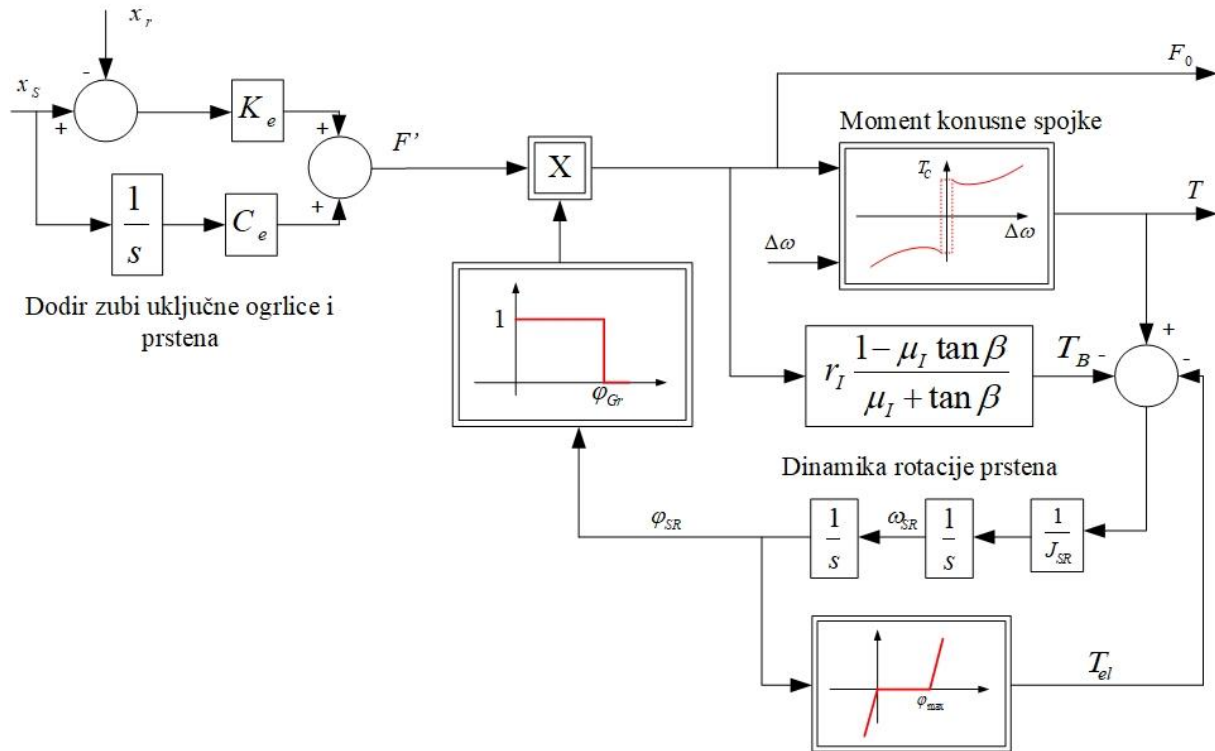 x_r
-
x_S
+
K_e
+
F'
+
1/s
C_e
Dodir zubi uključne ogrlice i
prstena
X
F_0
Moment konusne spojke
T_C
Δω
Δω
T
1
φ_Gr
r_I (1 - μ_I tan β)/(μ_I + tan β)
T_B
-
+
-
Dinamika rotacije prstena
φ_SR
1/s
ω_SR
1/s
1/J_SR
φ_max
T_el